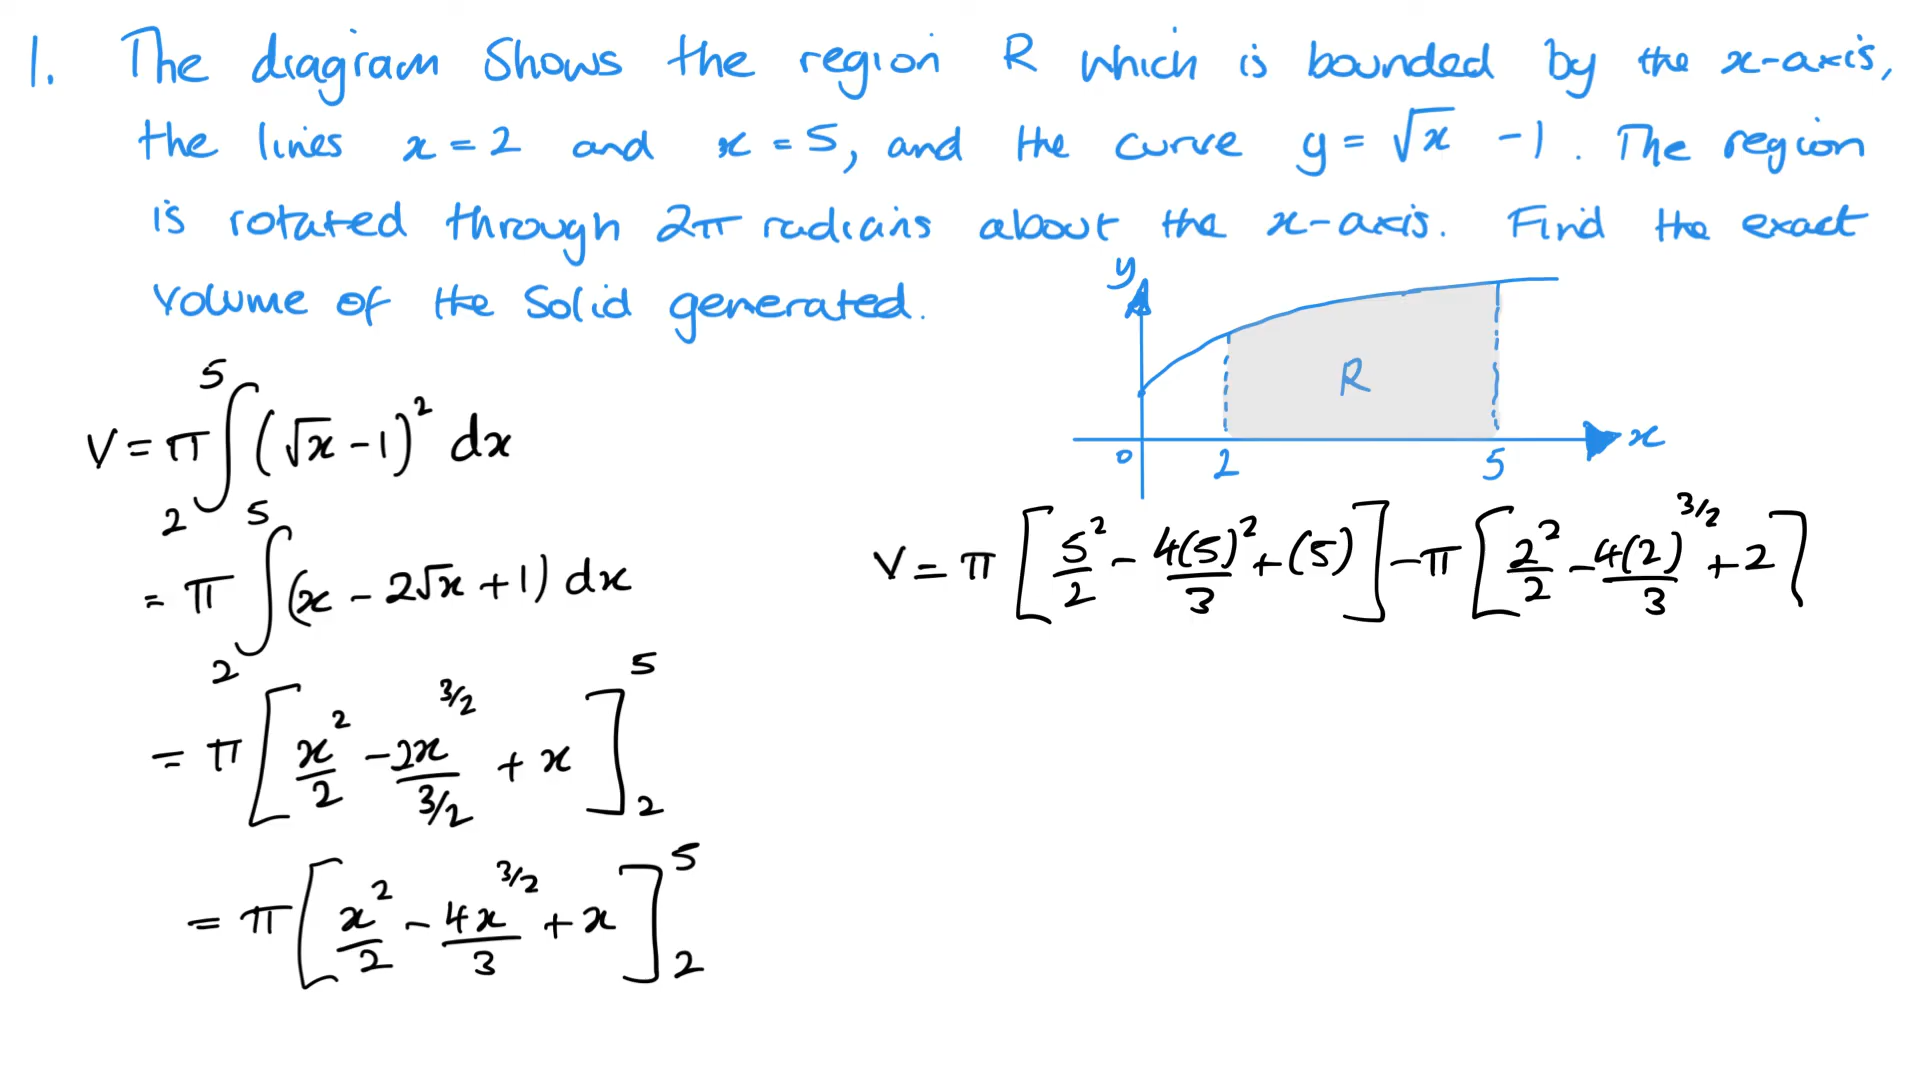 1. The diagram shows the region R which is bounded by the x-axis,
the lines x = 2 and x = 5, and the curve y = √x - 1. The region
is rotated through 2π radians about the x-axis. Find the exact
volume of the solid generated.
y
R
0 2 5 x
V = π ∫₂⁵ (√x - 1)² dx
= π ∫₂⁵ (x - 2√x + 1) dx
= π [x²/2 - 2x^(3/2)/(3/2) + x]₂⁵
= π [x²/2 - 4x^(3/2)/3 + x]₂⁵
V = π [5²/2 - 4(5)²/3 + (5)] - π [2²/2 - 4(2)^(3/2)/3 + 2]